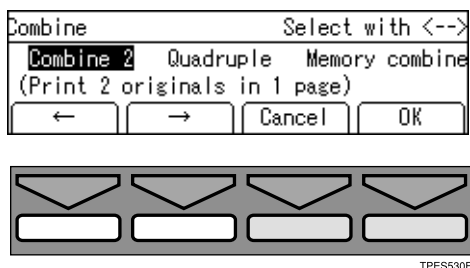 Combine Select with <-->
Combine 2 Quadruple Memory combine
(Print 2 originals in 1 page)
← → Cancel OK
TPES530E